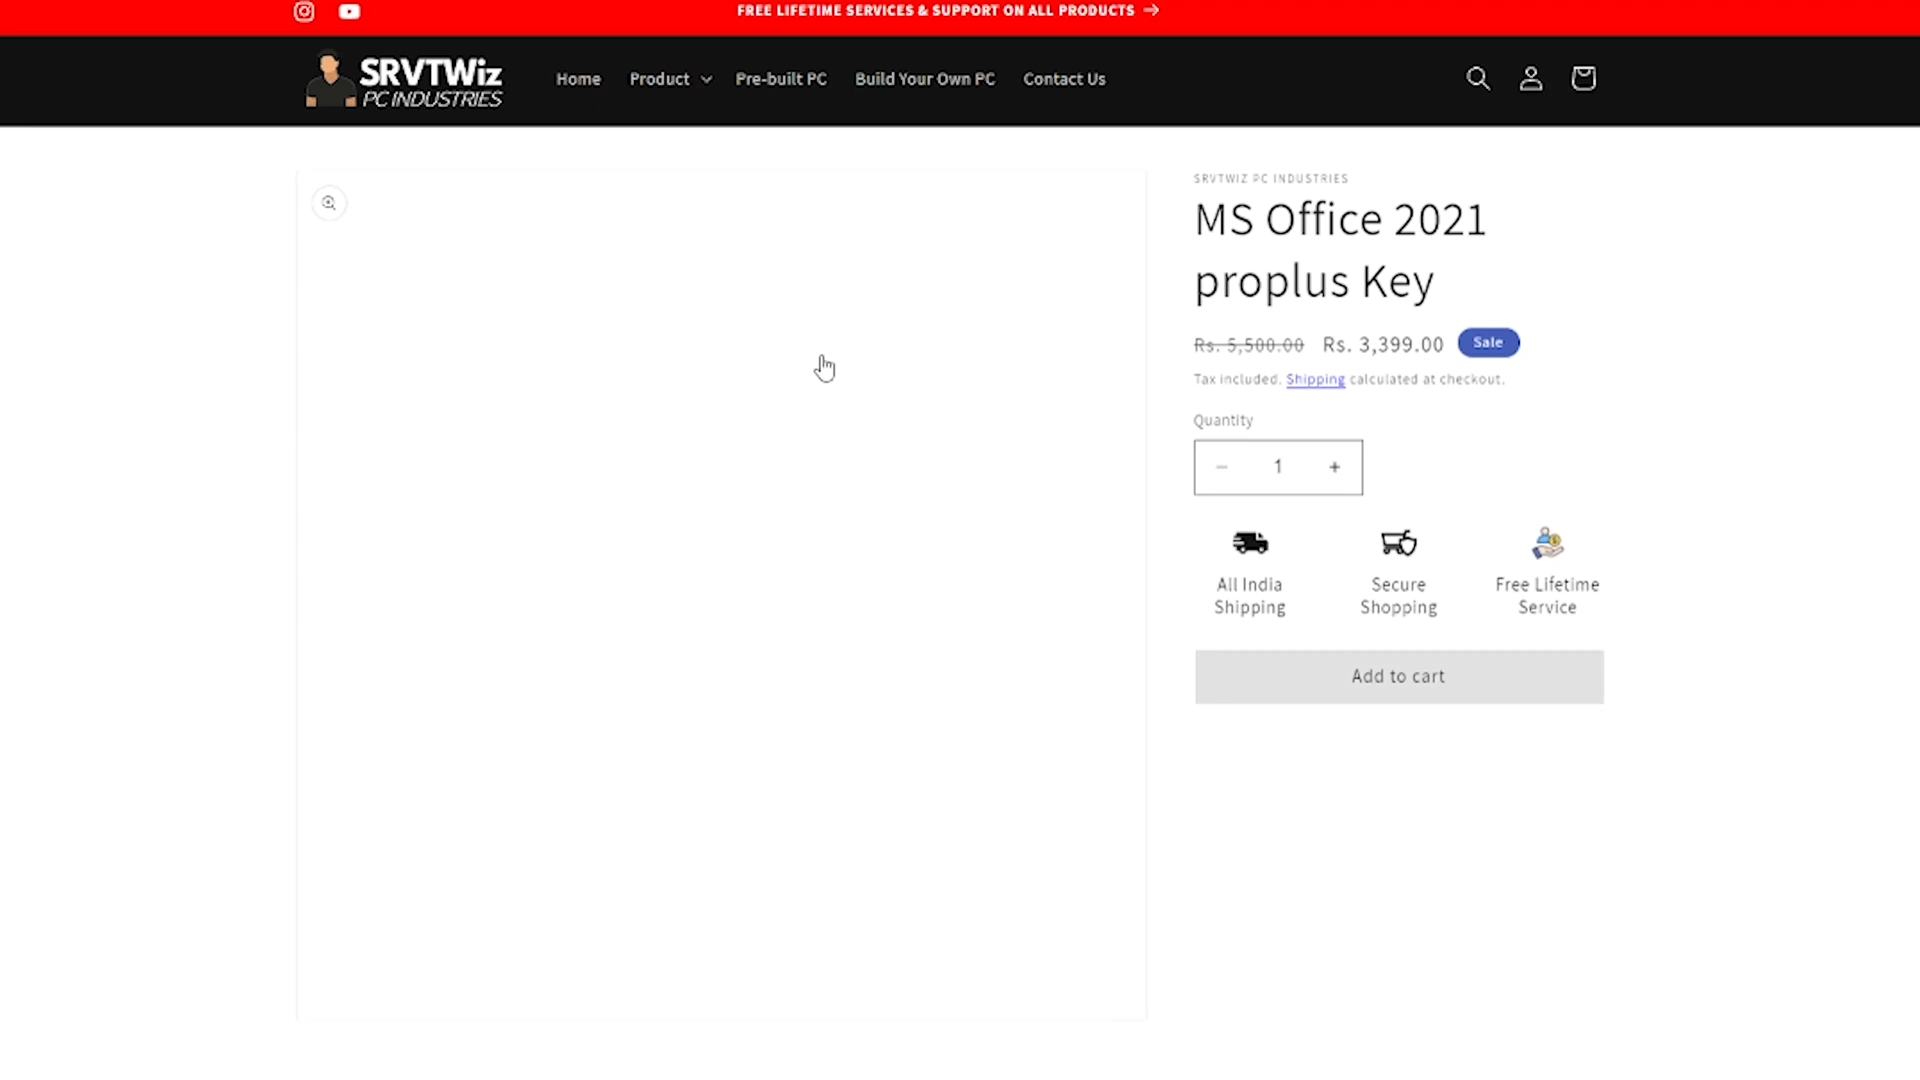 FREE LIFETIME SERVICES & SUPPORT ON ALL PRODUCTS
SRVTWiz
PC INDUSTRIES
Home
Product
Pre-built PC
Build Your Own PC
Contact Us
SRVTWIZ PC INDUSTRIES
MS Office 2021
proplus Key
Rs. 5,500.00 Rs. 3,399.00 Sale
Tax included. Shipping calculated at checkout.
Quantity
1
All India
Shipping
Secure
Shopping
Free Lifetime
Service
Add to cart